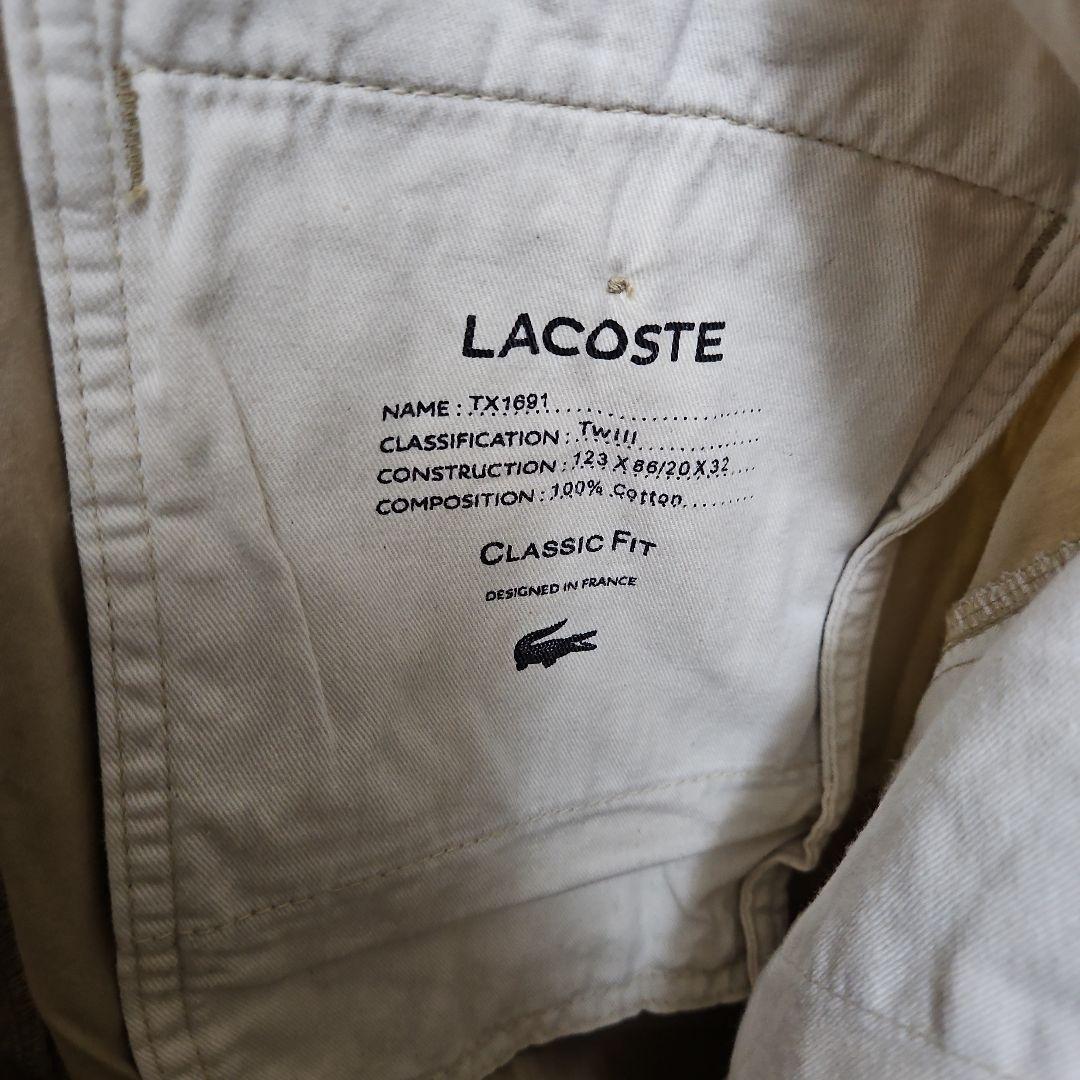 LACOSTE
NAME : TX1691
CLASSIFICATION : Twill
CONSTRUCTION : 123 X 86/20 X 32
COMPOSITION : 100% Cotton
CLASSIC FIT
DESIGNED IN FRANCE